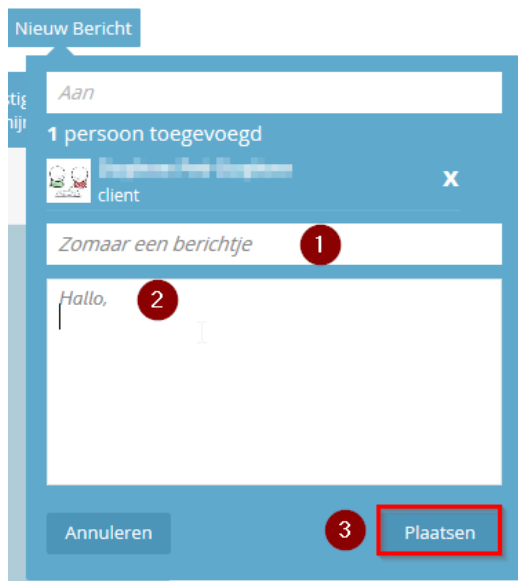 Nieuw Bericht
Aan
1 persoon toegevoegd
client
X
Zomaar een berichtje
1
Hallo,
2
Annuleren
3
Plaatsen